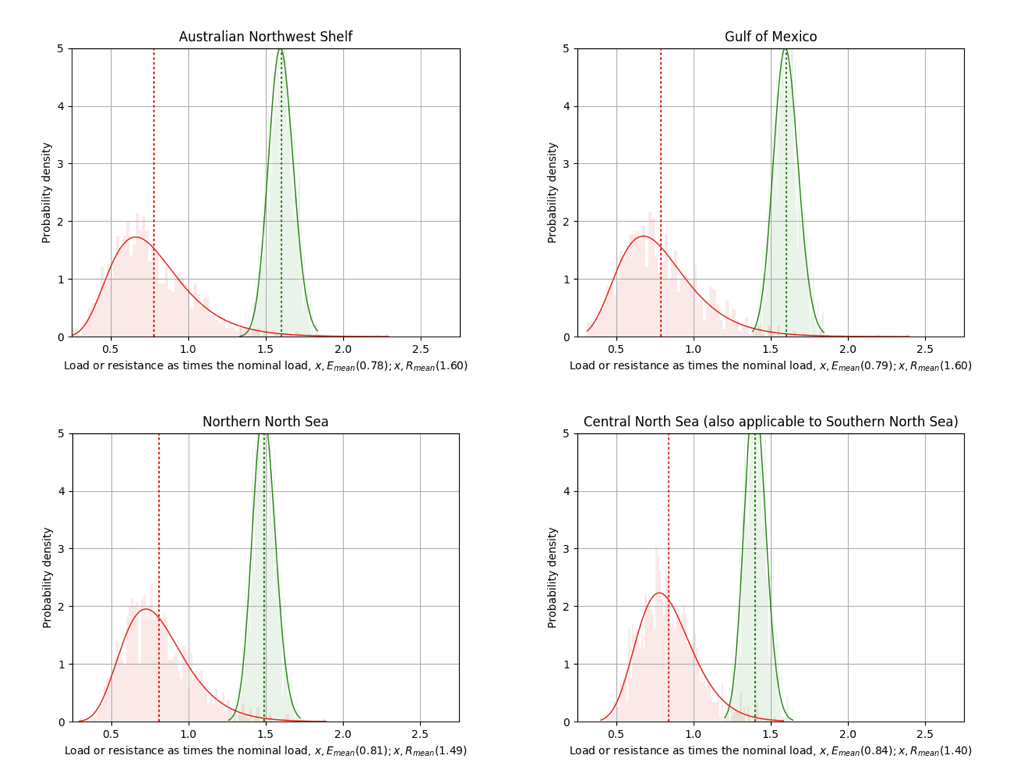 Australian Northwest Shelf
5
4
3
2
1
0
Probability density
0.5 1.0 1.5 2.0 2.5
Load or resistance as times the nominal load, x, E_mean(0.78); x, R_mean(1.60)
Gulf of Mexico
5
4
3
2
1
0
Probability density
0.5 1.0 1.5 2.0 2.5
Load or resistance as times the nominal load, x, E_mean(0.79); x, R_mean(1.60)
Northern North Sea
5
4
3
2
1
0
Probability density
0.5 1.0 1.5 2.0 2.5
Load or resistance as times the nominal load, x, E_mean(0.81); x, R_mean(1.49)
Central North Sea (also applicable to Southern North Sea)
5
4
3
2
1
0
Probability density
0.5 1.0 1.5 2.0 2.5
Load or resistance as times the nominal load, x, E_mean(0.84); x, R_mean(1.40)